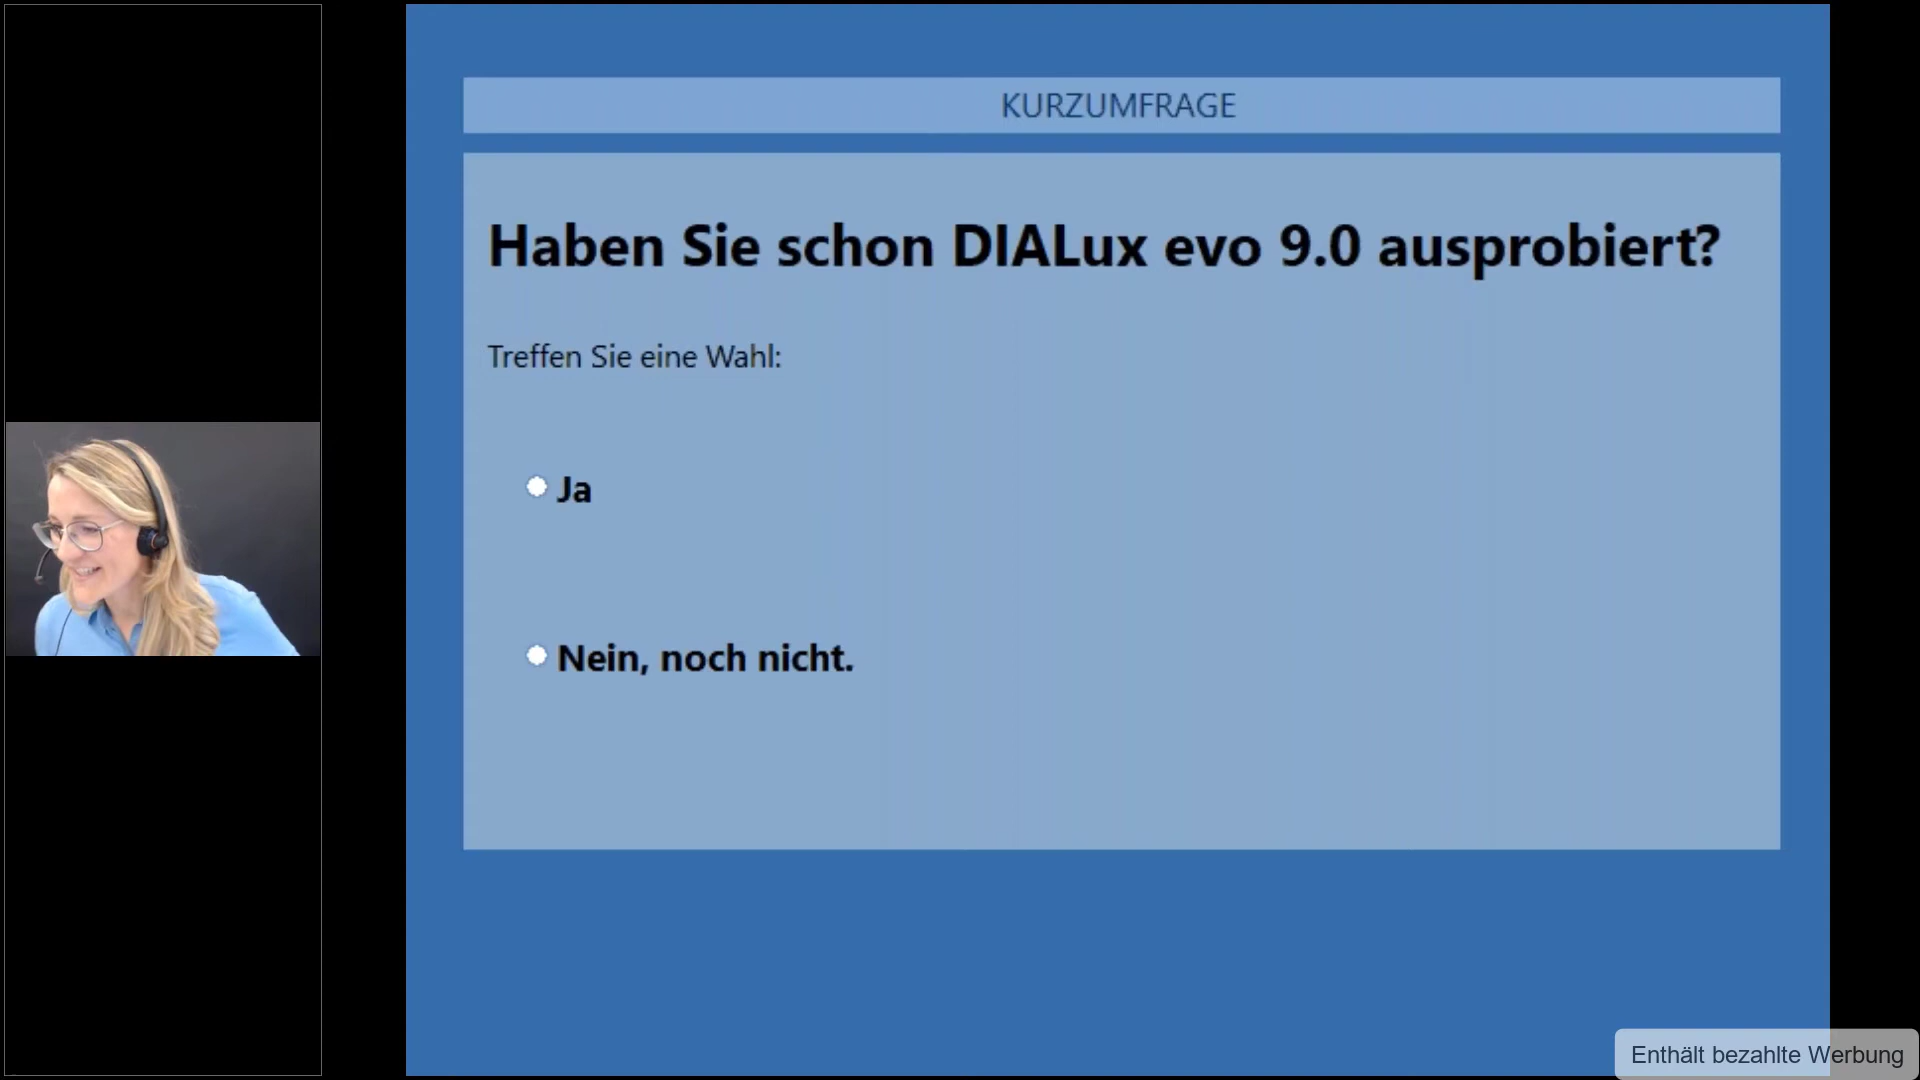 KURZUMFRAGE
Haben Sie schon DIALux evo 9.0 ausprobiert?
Treffen Sie eine Wahl:
Ja
Nein, noch nicht.
Enthält bezahlte Werbung